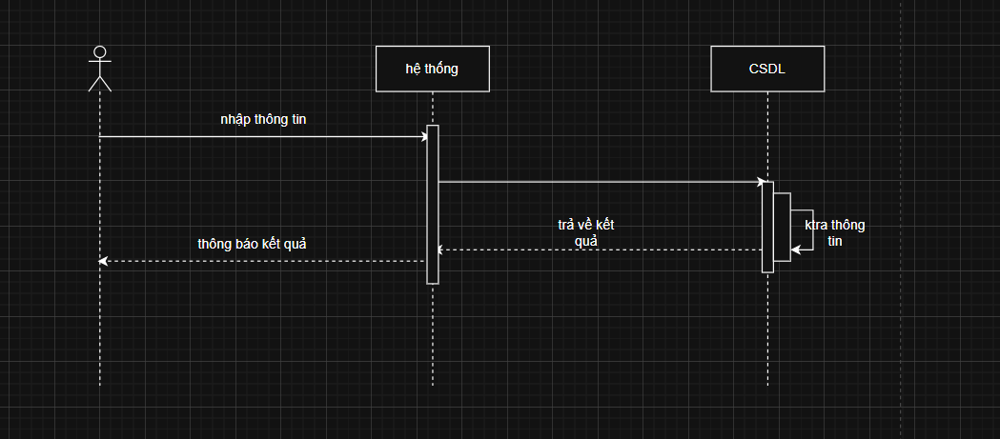 hệ thống
CSDL
nhập thông tin
trả về kết
quả
ktra thông
tin
thông báo kết quả